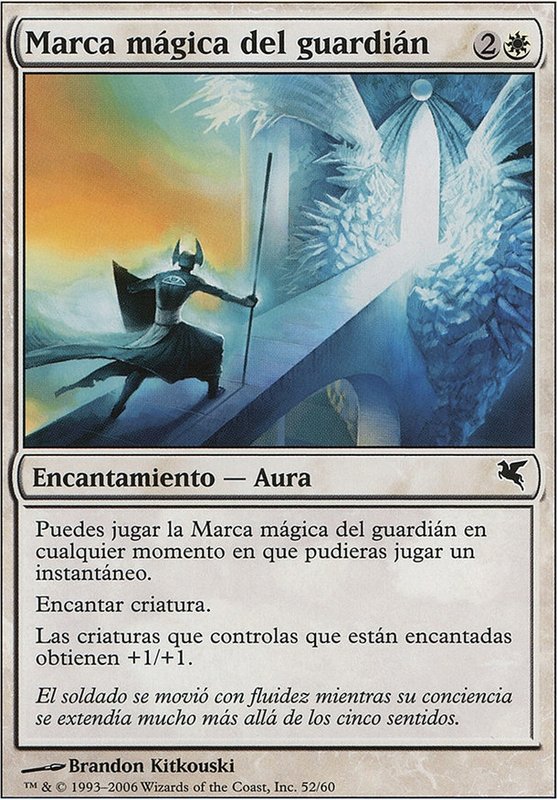 Marca mágica del guardián 2
Encantamiento — Aura
Puedes jugar la Marca mágica del guardián en
cualquier momento en que pudieras jugar un
instantáneo.
Encantar criatura.
Las criaturas que controlas que están encantadas
obtienen +1/+1.
El soldado se movió con fluidez mientras su conciencia
se extendía mucho más allá de los cinco sentidos.
Brandon Kitkouski
™ & © 1993–2006 Wizards of the Coast, Inc. 52/60